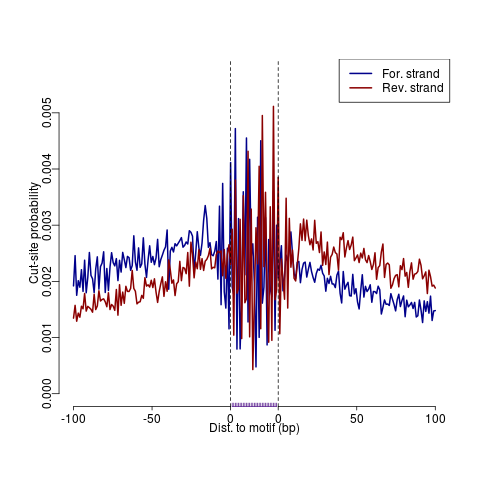 For. strand
Rev. strand
Cut-site probability
0.005
0.004
0.003
0.002
0.001
0.000
-100 -50 0 0 50 100
Dist. to motif (bp)